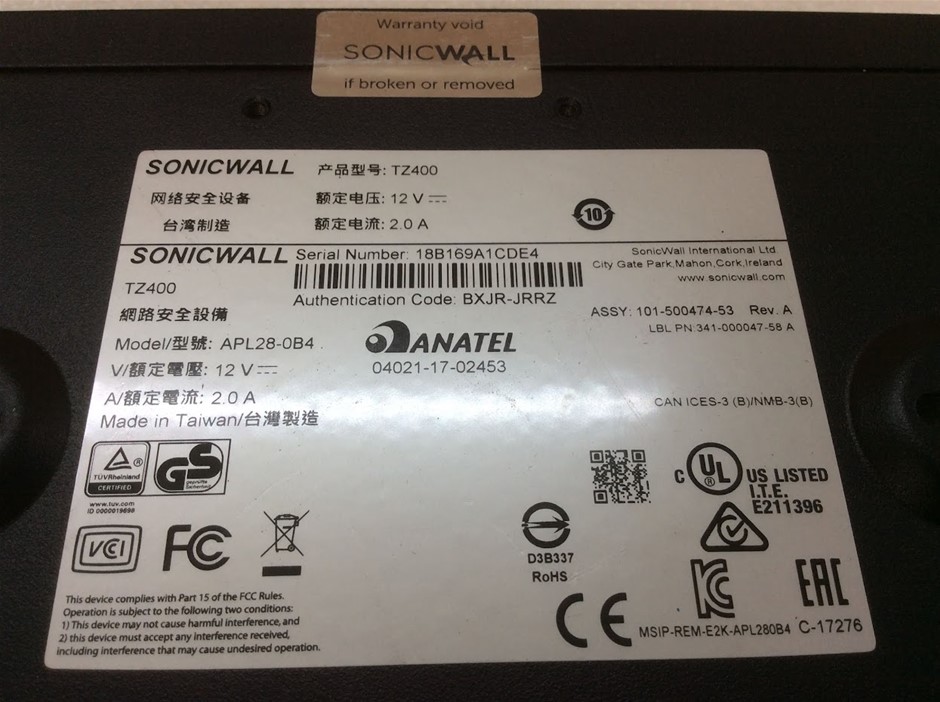 Warranty void
SONICWALL
if broken or removed
SONICWALL 产品型号: TZ400
网络安全设备 额定电压: 12 V
台湾制造 额定电流: 2.0 A
10
SONICWALL Serial Number: 18B169A1CDE4
Authentication Code: BXJR-JRRZ
SonicWall International Ltd
City Gate Park,Mahon,Cork,Ireland
www.sonicwall.com
TZ400
網路安全設備
Model/型號: APL28-0B4
V/額定電壓: 12 V
A/額定電流: 2.0 A
Made in Taiwan/台灣製造
ANATEL
04021-17-02453
ASSY: 101-500474-53 Rev. A
LBL PN:341-000047-58 A
CAN ICES-3 (B)/NMB-3(B)
TÜVRheinland
CERTIFIED
www.tuv.com
ID 0000019698
GS
geprüfte
Sicherheit
C UL US LISTED
I.T.E.
E211396
VCI
FC
D3B337
RoHS
CE
KC
MSIP-REM-E2K-APL280B4
EAC
C-17276
This device complies with Part 15 of the FCC Rules.
Operation is subject to the following two conditions:
1) This device may not cause harmful interference, and
2) this device must accept any interference received,
including interference that may cause undesired operation.